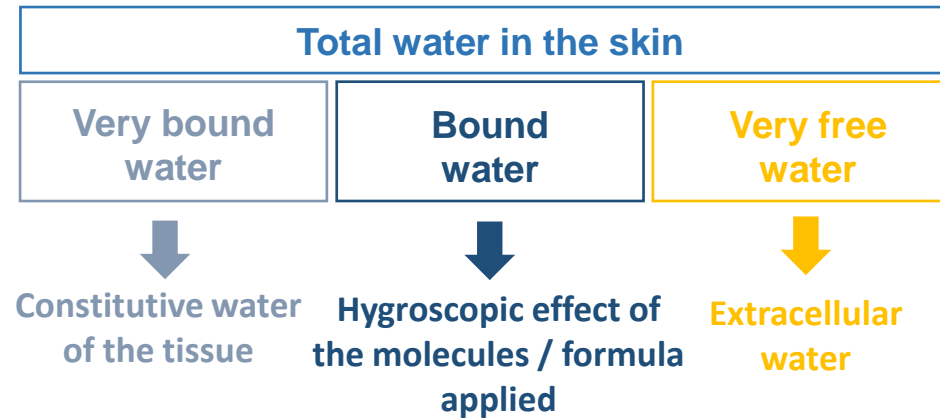 Total water in the skin
Very bound
water
Bound
water
Very free
water
Constitutive water
of the tissue
Hygroscopic effect of
the molecules / formula
applied
Extracellular
water